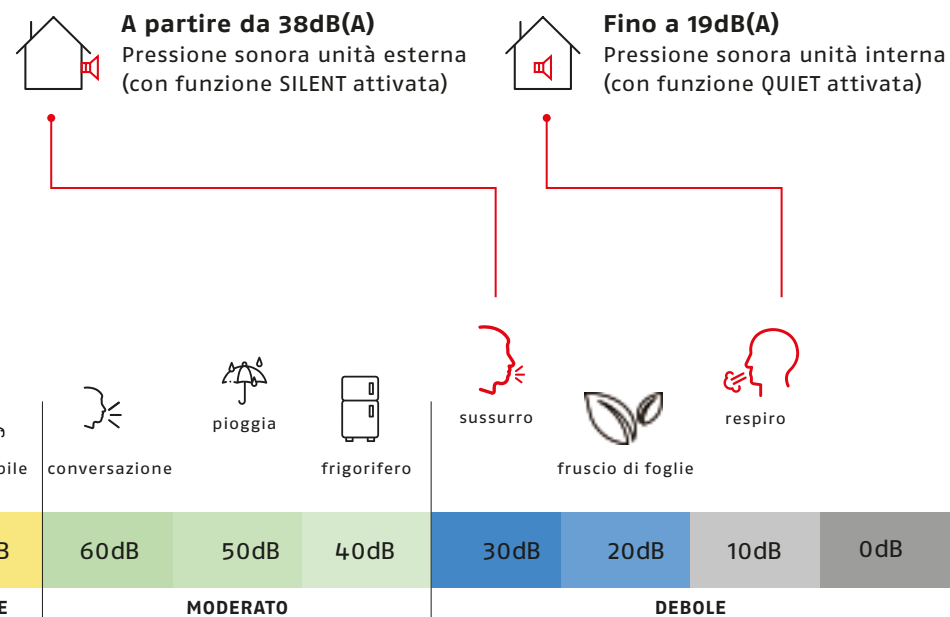 A partire da 38dB(A)
Pressione sonora unità esterna
(con funzione SILENT attivata)
Fino a 19dB(A)
Pressione sonora unità interna
(con funzione QUIET attivata)
sussurro
respiro
pioggia
conversazione
frigorifero
fruscio di foglie
60dB
50dB
40dB
30dB
20dB
10dB
0dB
MODERATO
DEBOLE